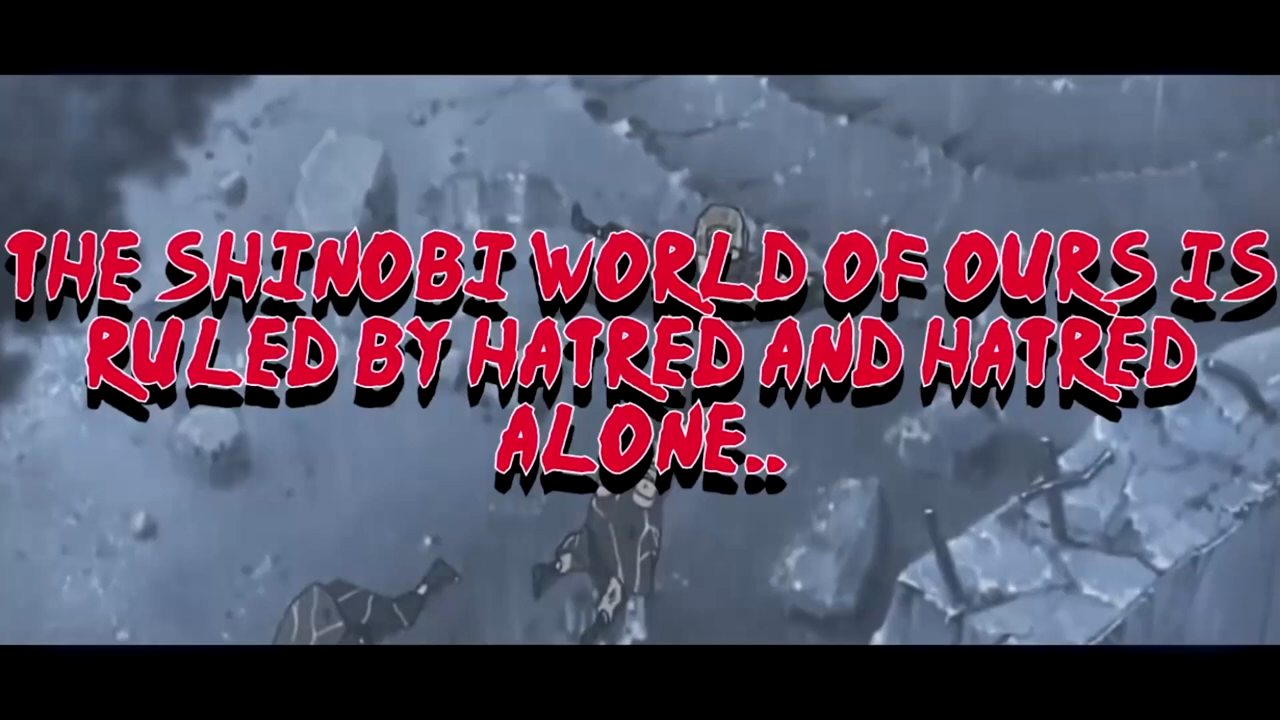 THE SHINOBI WORLD OF OURS IS
RULED BY HATRED AND HATRED
ALONE..